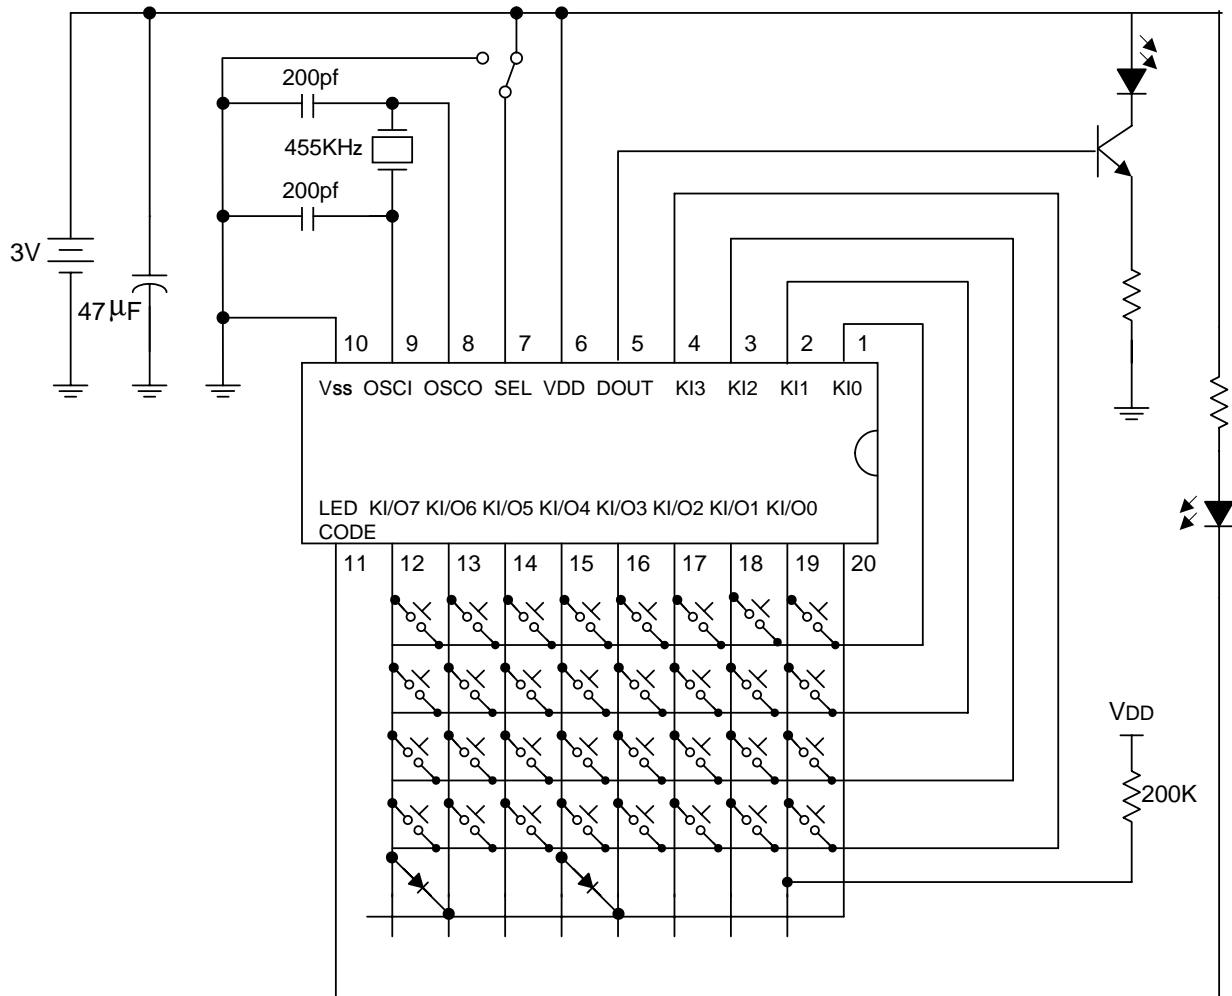 200pf
455KHz
200pf
3V
47μF
10 9 8 7 6 5 4 3 2 1
Vss OSCI OSCO SEL VDD DOUT KI3 KI2 KI1 KI0
LED KI/O7 KI/O6 KI/O5 KI/O4 KI/O3 KI/O2 KI/O1 KI/O0
CODE
11 12 13 14 15 16 17 18 19 20
VDD
200K